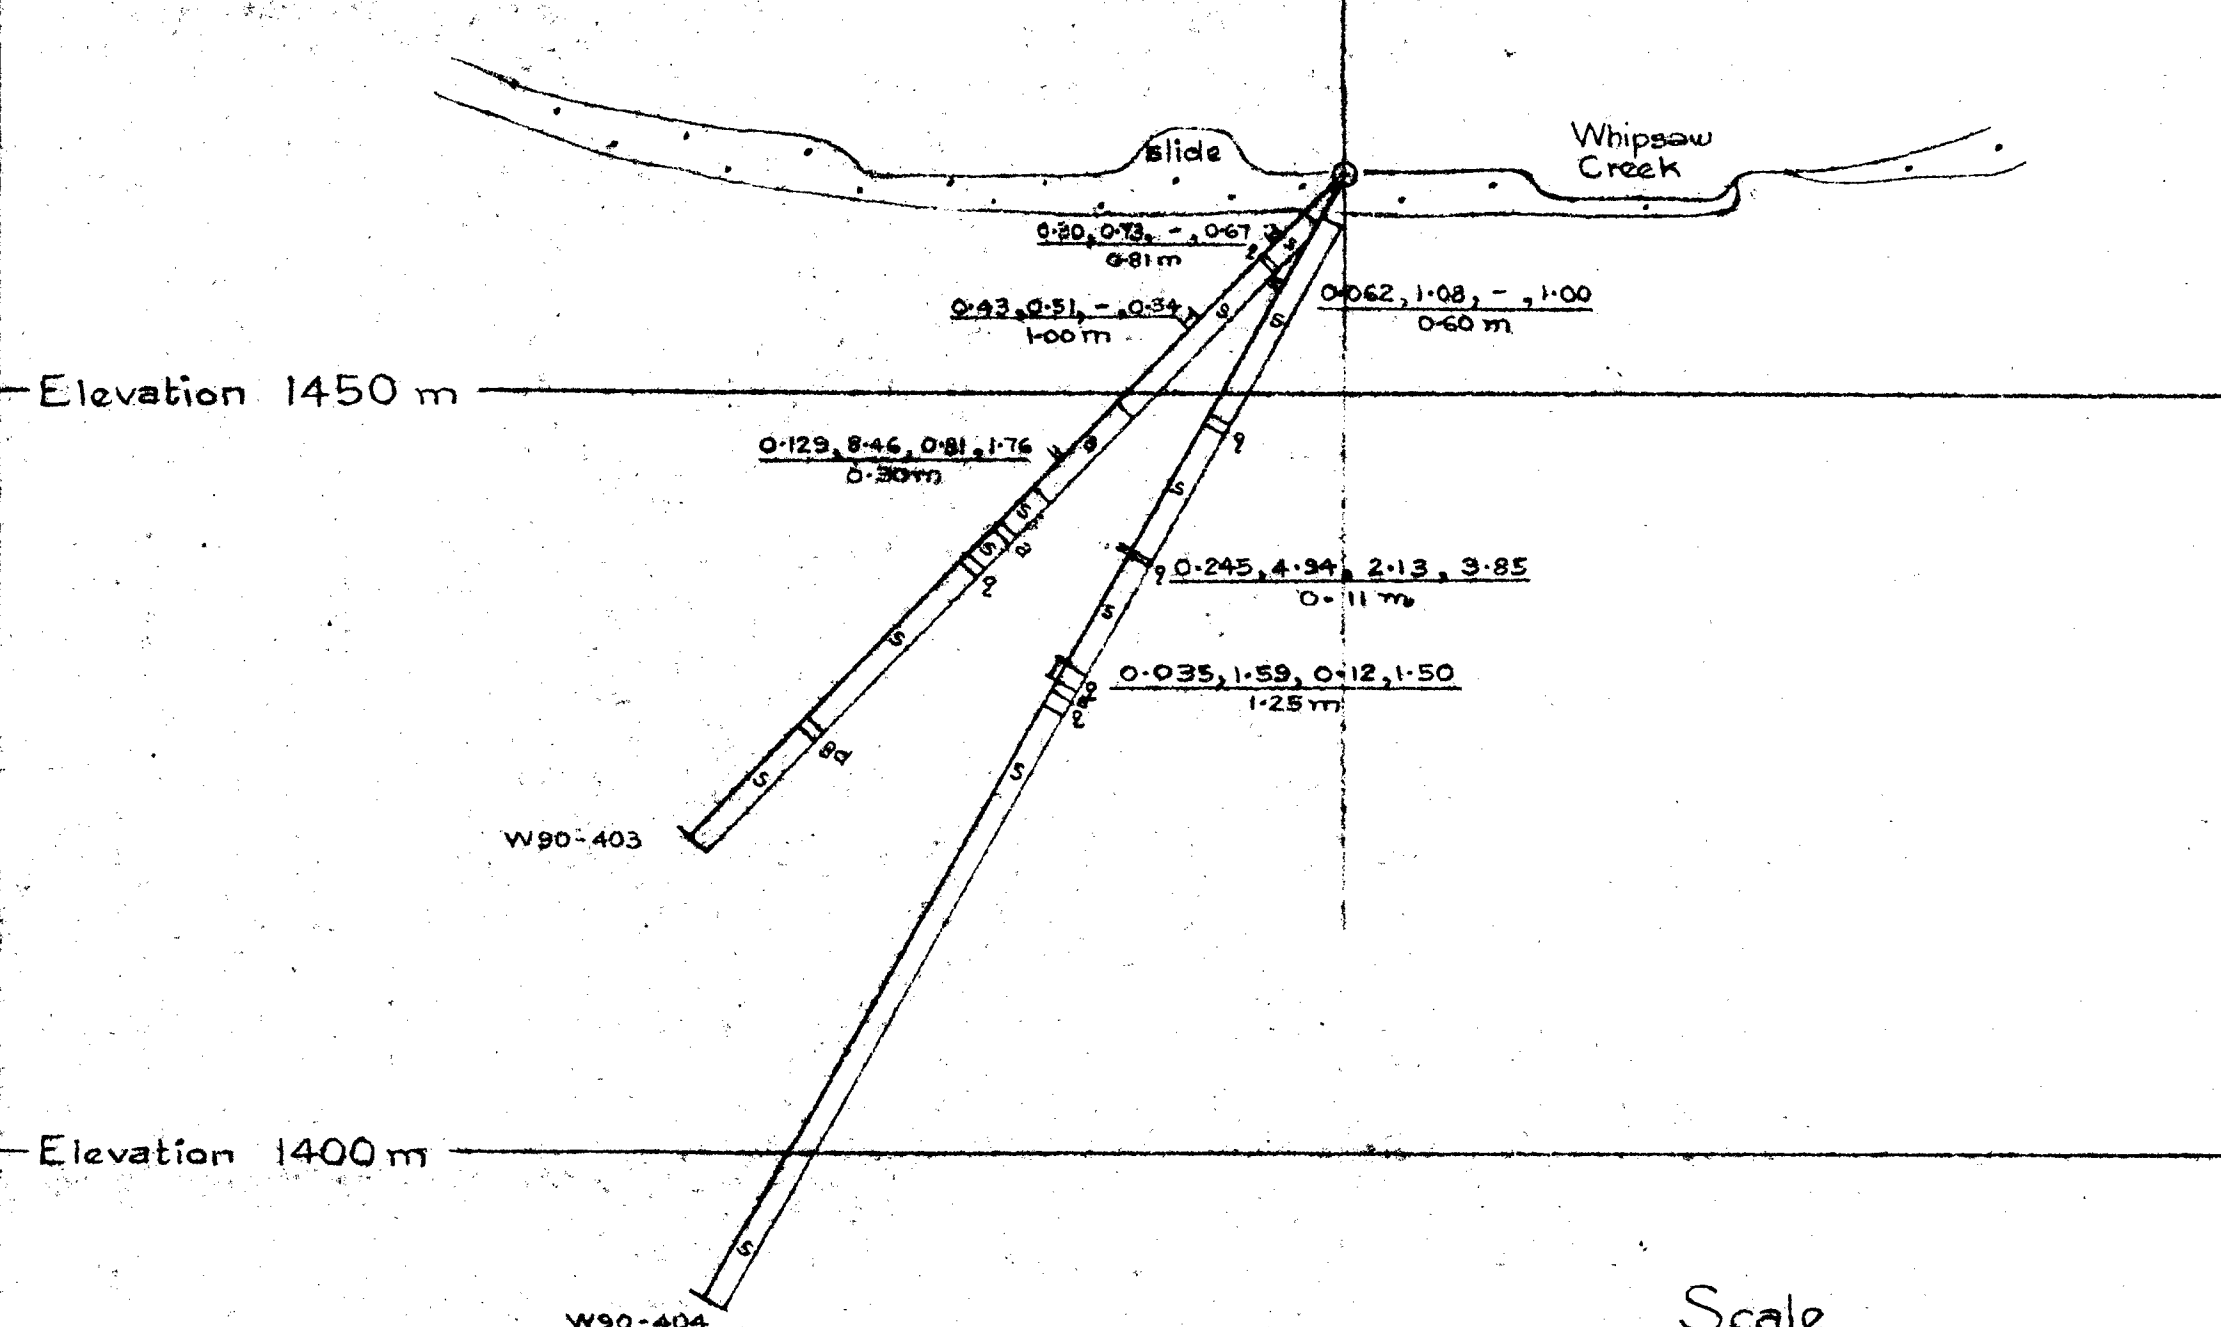 Whipsaw
Creek
slide
0.30, 0.73, - , 0.67
0.81 m
0.43, 0.51, - , 0.34
1.00 m
0.062, 1.08, - , 1.00
0.60 m
Elevation 1450 m
0.129, 8.46, 0.81, 1.76
0.30m
0.245, 4.94, 2.13, 3.85
0.11 m
0.035, 1.59, 0.12, 1.50
1.25 m
W90-403
Elevation 1400 m
W90-404
Scale